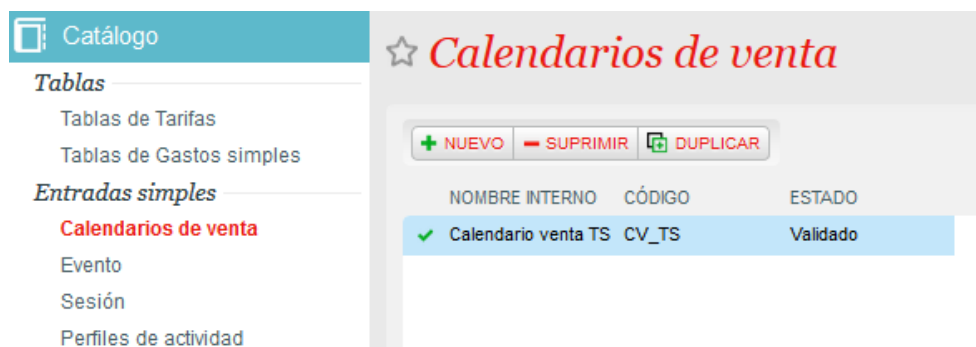 Catálogo
Tablas
Tablas de Tarifas
Tablas de Gastos simples
Entradas simples
Calendarios de venta
Evento
Sesión
Perfiles de actividad
Calendarios de venta
NUEVO SUPRIMIR DUPLICAR
NOMBRE INTERNO CÓDIGO ESTADO
Calendario venta TS CV_TS Validado